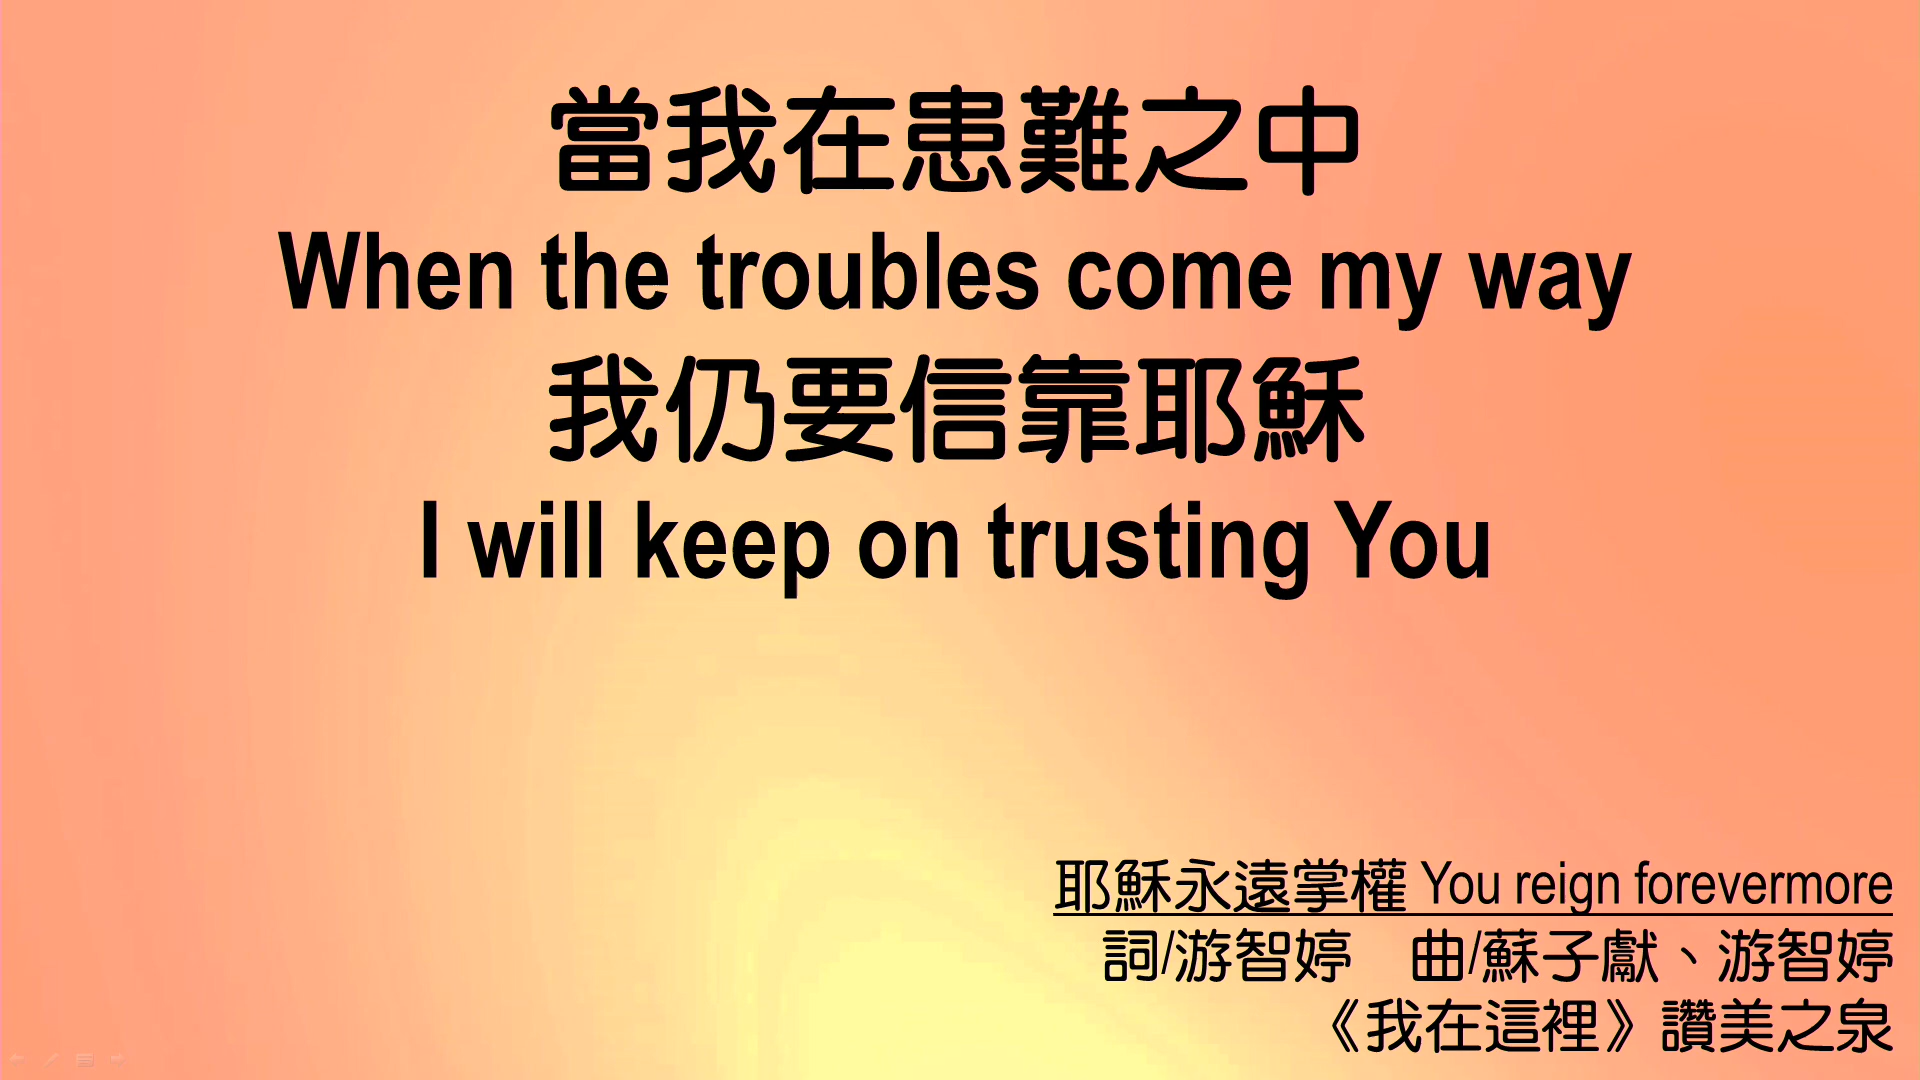 當我在患難之中
When the troubles come my way
我仍要信靠耶穌
I will keep on trusting You
耶穌永遠掌權 You reign forevermore
詞/游智婷　曲/蘇子獻、游智婷
《我在這裡》讚美之泉